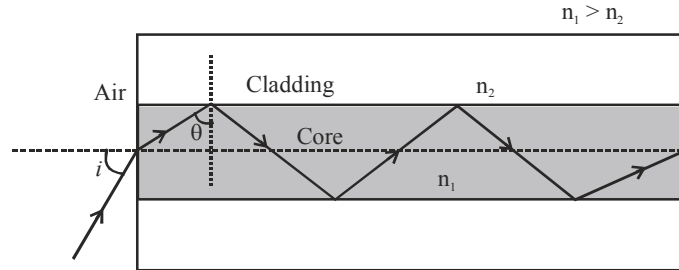 n₁ > n₂
Air
Cladding
n₂
θ
Core
i
n₁